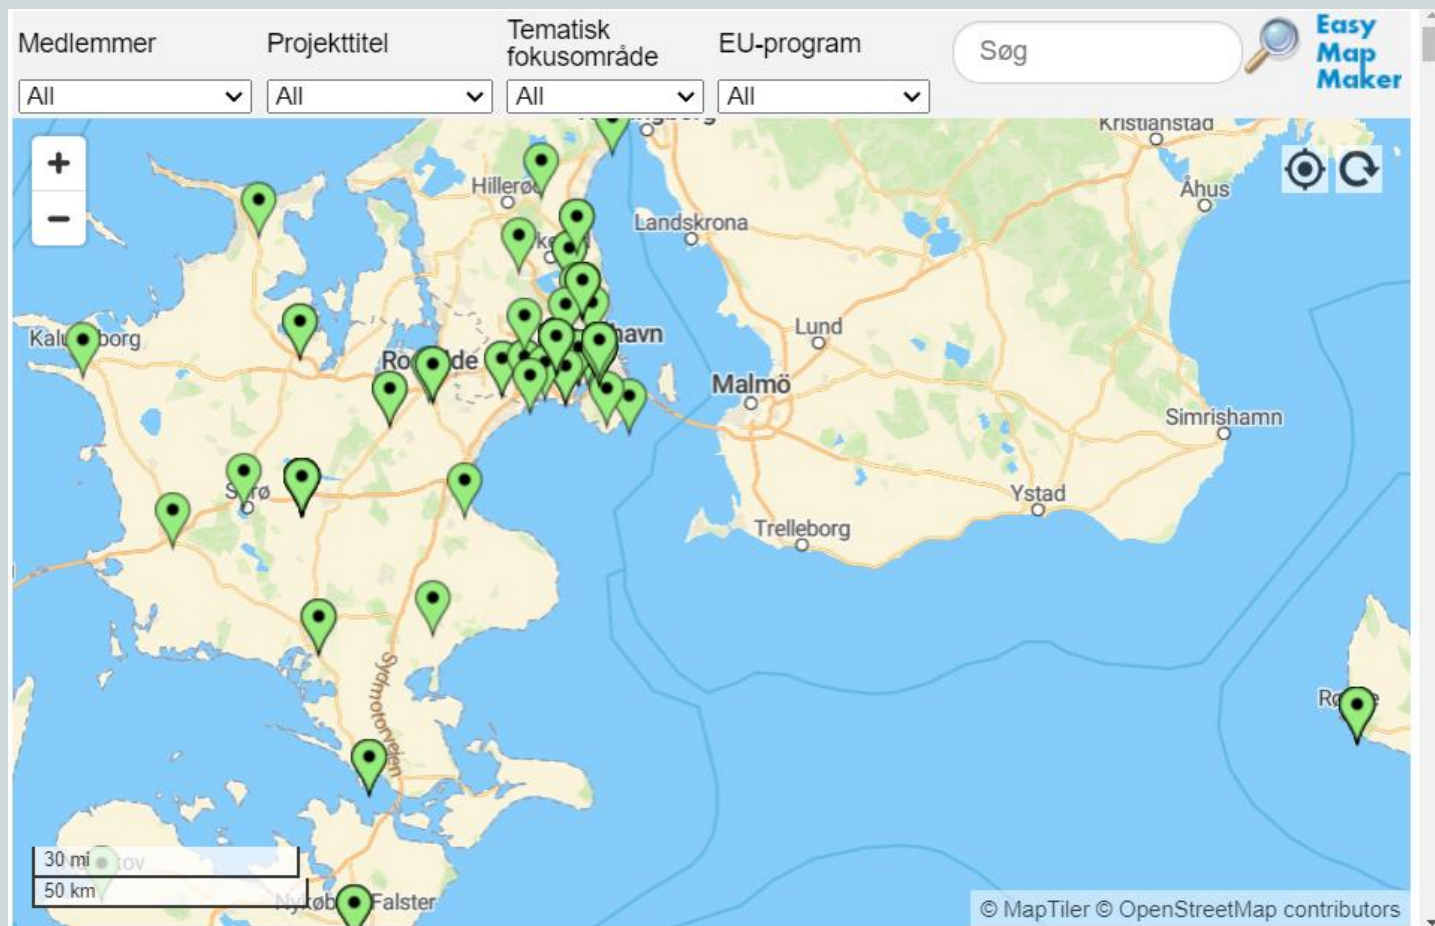 Medlemmer
Projekttitel
Tematisk
fokusområde
EU-program
Søg
Easy
Map
Maker
All
All
All
All
+
−
Kristianstad
Åhus
Landskrona
Lund
Malmö
Simrishamn
Ystad
Trelleborg
Sydmotorvejen
30 mi
50 km
Falster
© MapTiler © OpenStreetMap contributors